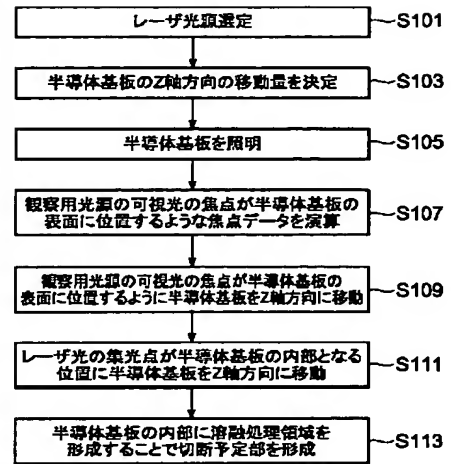 レーザ光源選定
S101
半導体基板のZ軸方向の移動量を決定
S103
半導体基板を照明
S105
観察用光源の可視光の焦点が半導体基板の
表面に位置するような焦点データを演算
S107
観察用光源の可視光の焦点が半導体基板の
表面に位置するように半導体基板をZ軸方向に移動
S109
レーザ光の集光点が半導体基板の内部となる
位置に半導体基板をZ軸方向に移動
S111
半導体基板の内部に溶融処理領域を
形成することで切断予定部を形成
S113